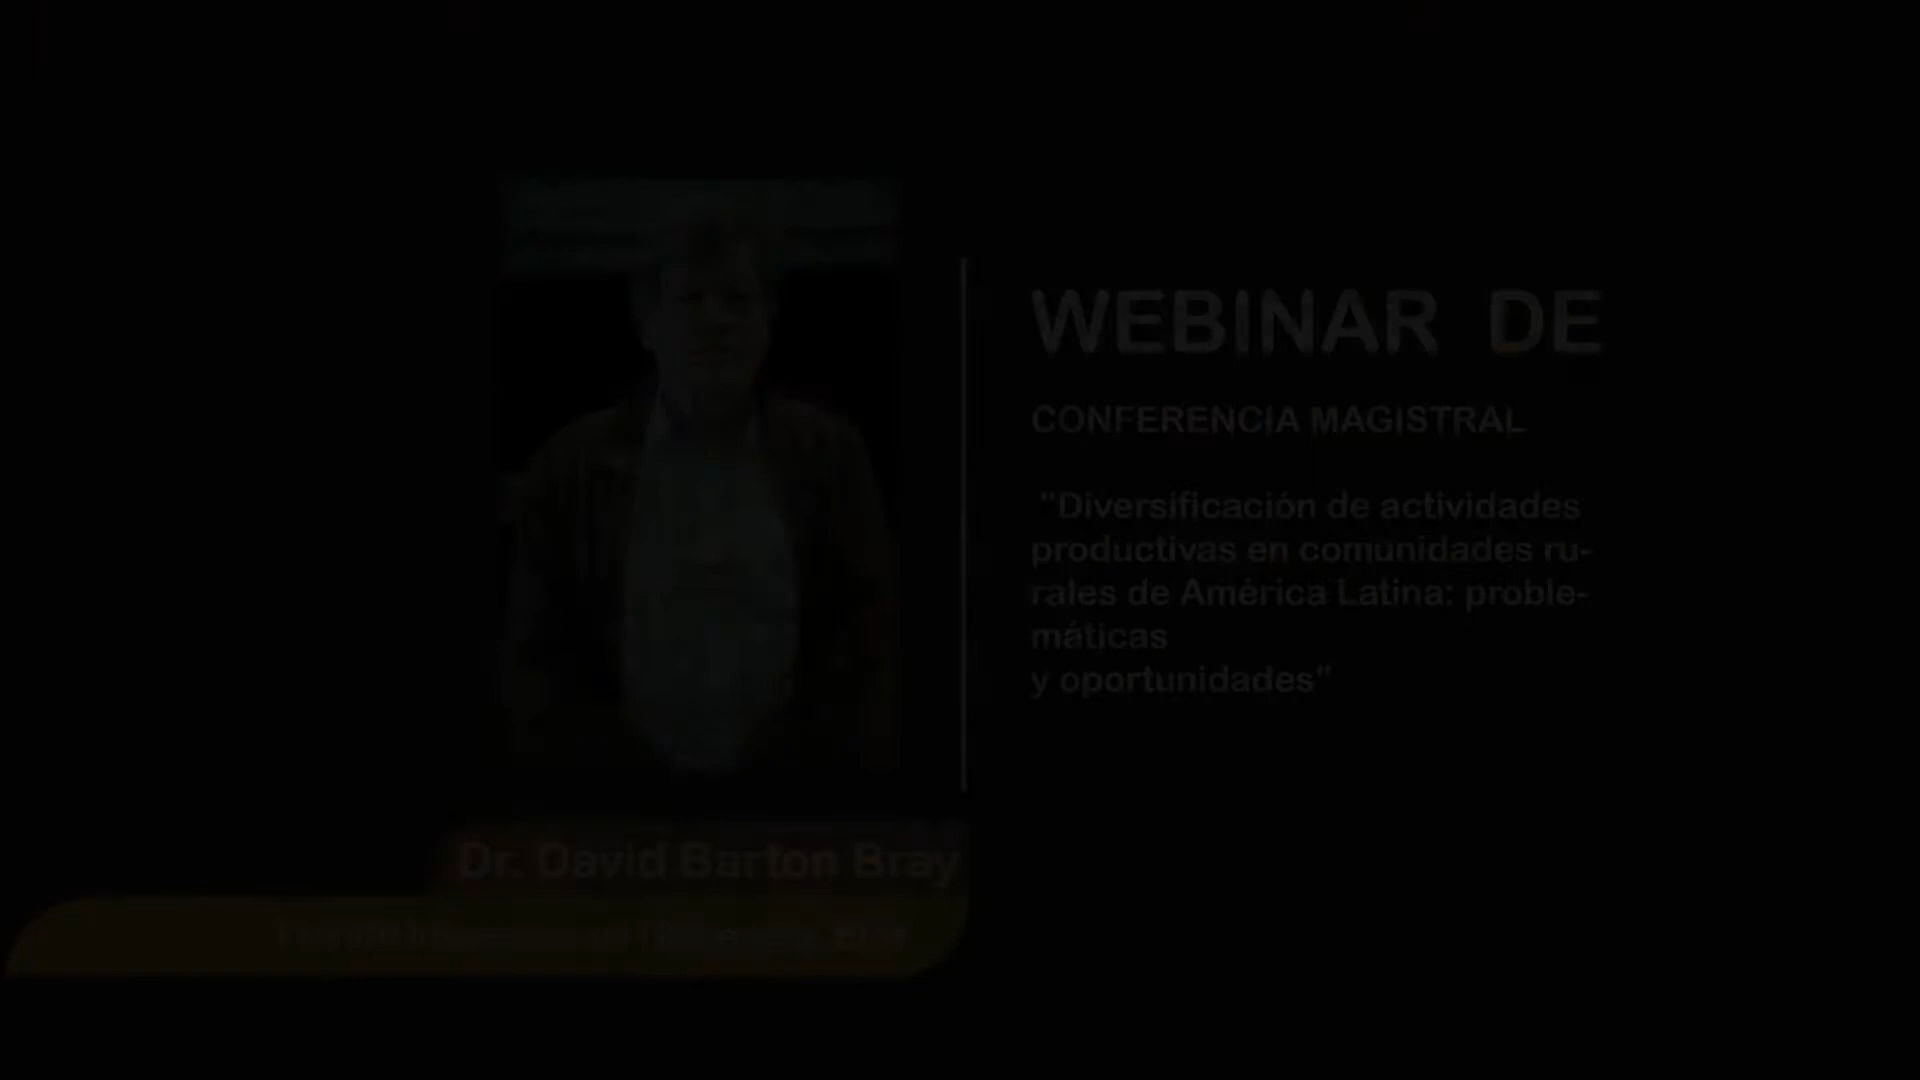 WEBINAR DE
CONFERENCIA MAGISTRAL
"Diversificación de actividades
productivas en comunidades ru-
rales de América Latina: proble-
máticas
y oportunidades"
Dr. David Barton Bray